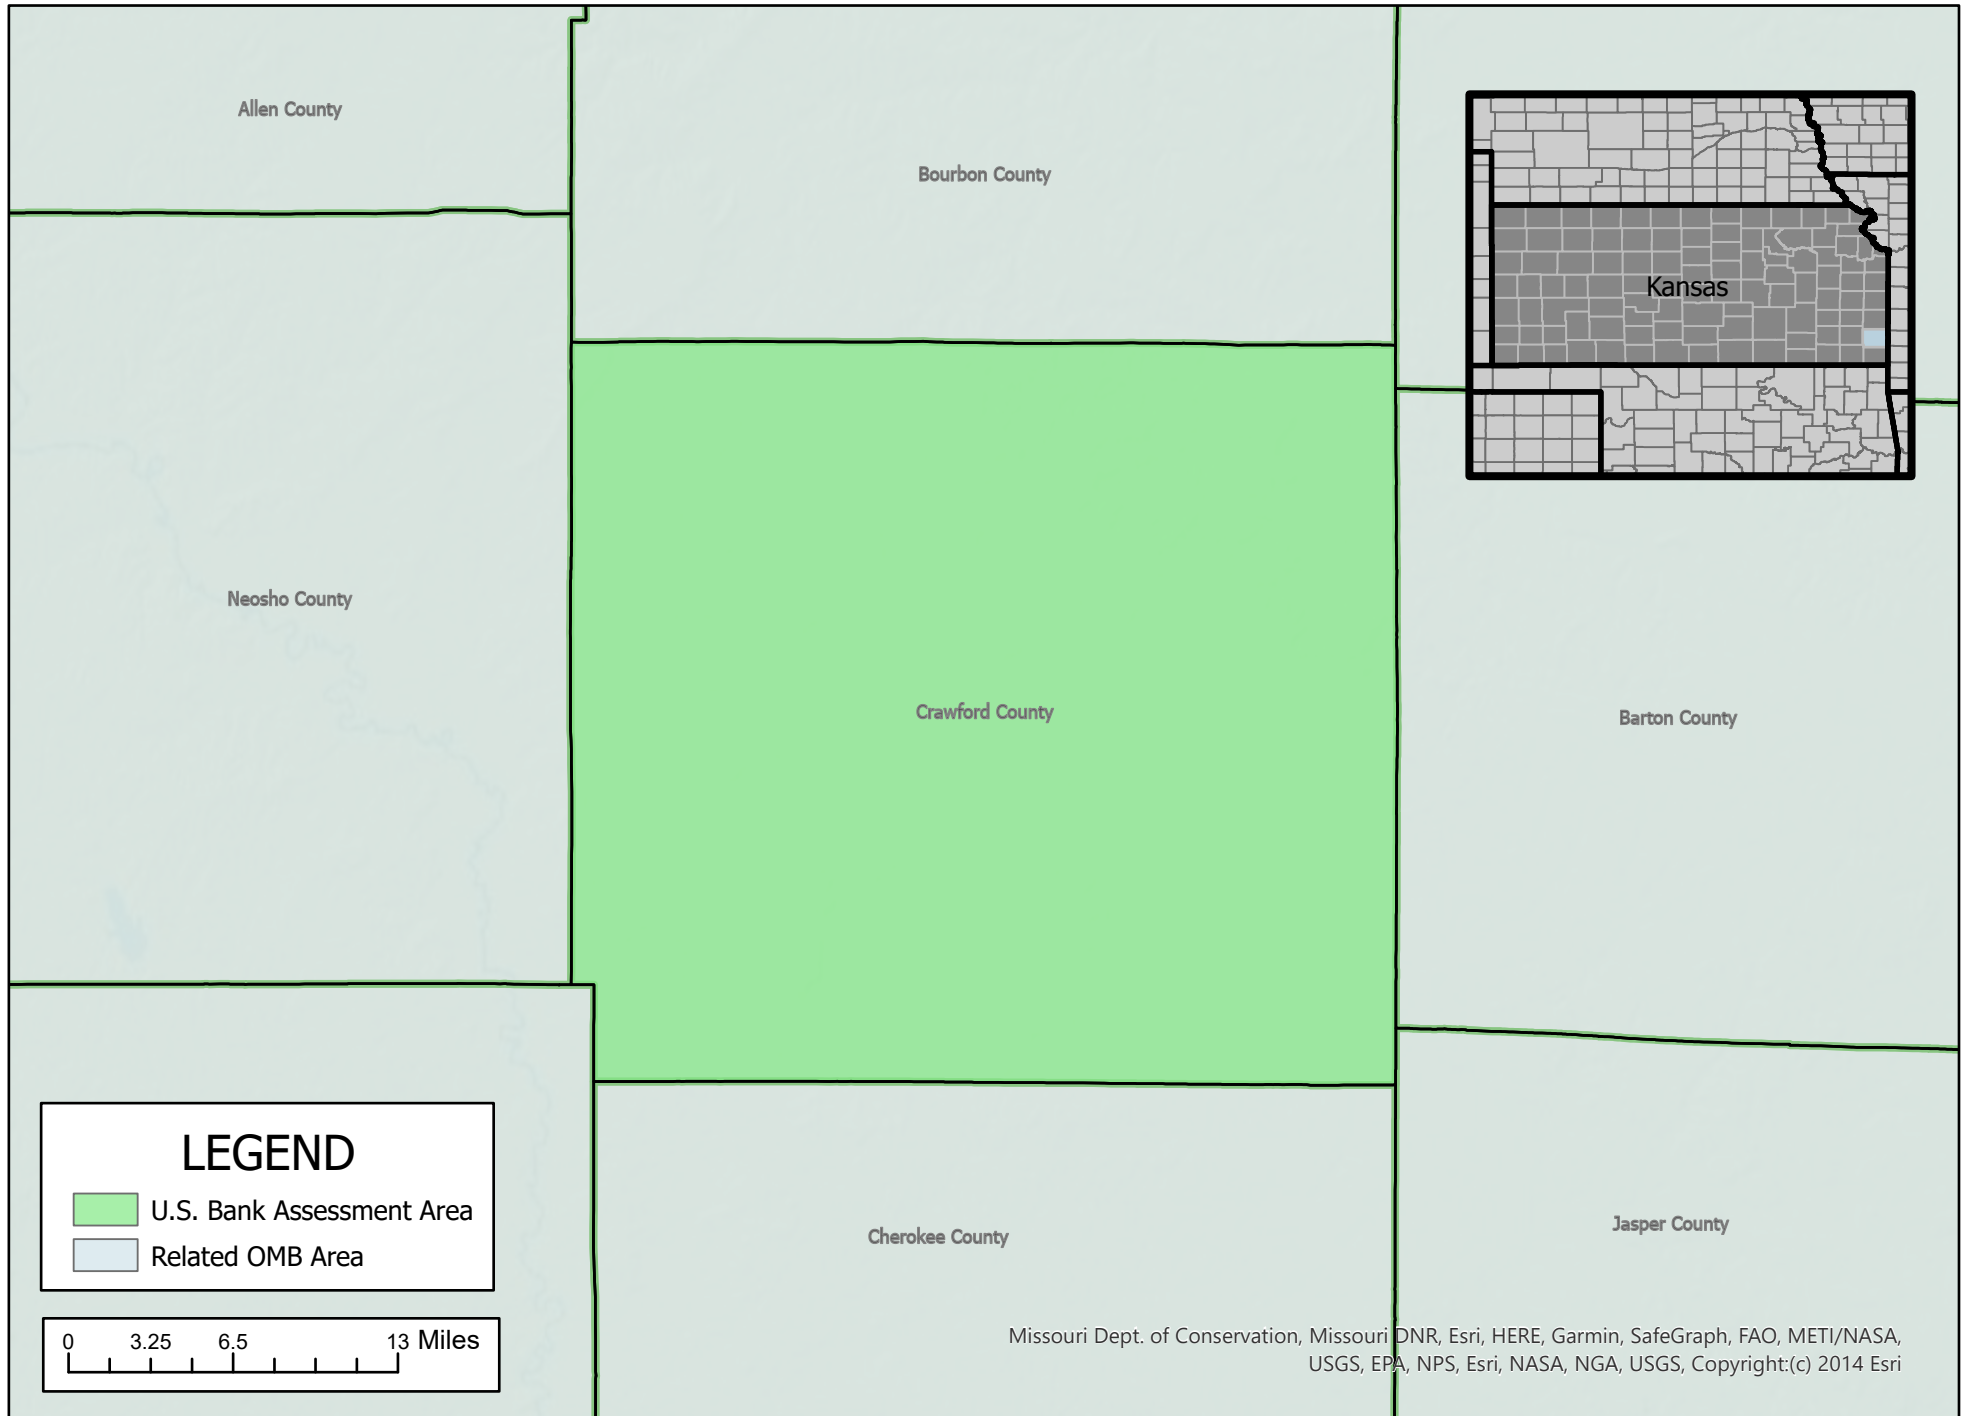 Allen County
Bourbon County
Kansas
Neosho County
Crawford County
Barton County
LEGEND
U.S. Bank Assessment Area
Related OMB Area
Cherokee County
Jasper County
0 3.25 6.5 13 Miles
Missouri Dept. of Conservation, Missouri DNR, Esri, HERE, Garmin, SafeGraph, FAO, METI/NASA,
USGS, EPA, NPS, Esri, NASA, NGA, USGS, Copyright:(c) 2014 Esri